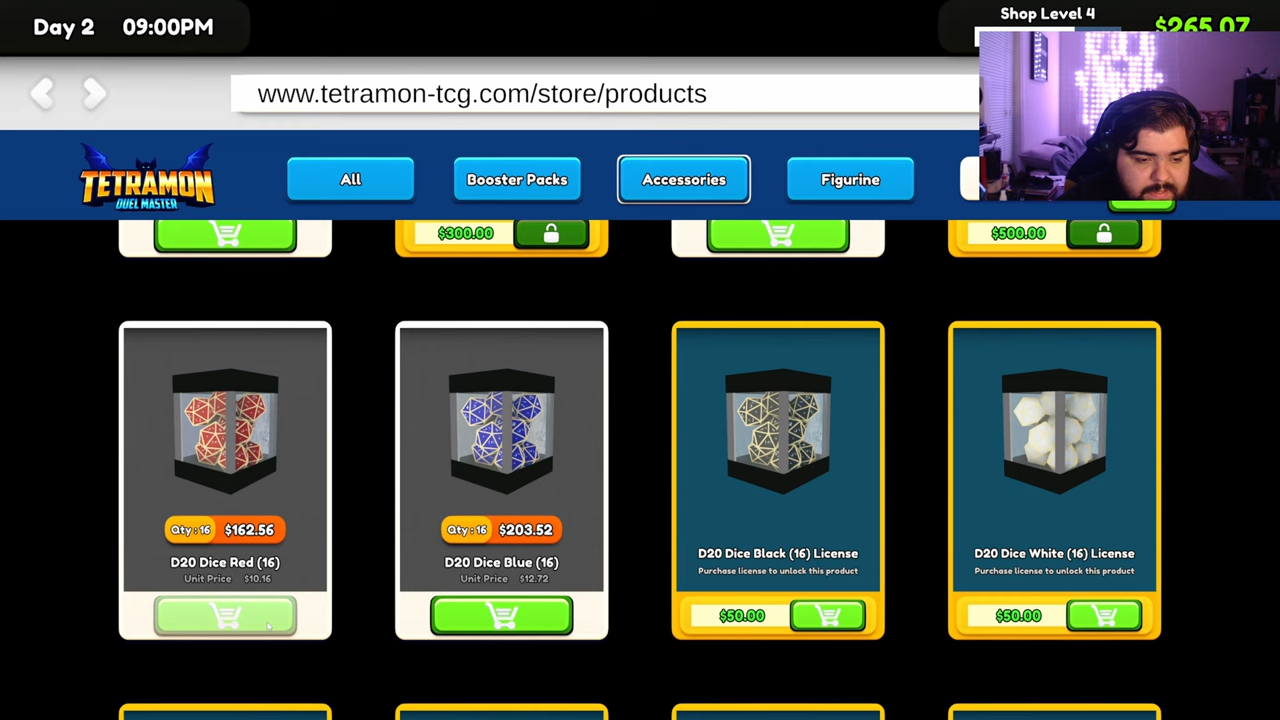 Day 2 09:00PM
Shop Level 4
$265.07
www.tetramon-tcg.com/store/products
TETRAMON
DUEL MASTER
All
Booster Packs
Accessories
Figurine
$300.00
$500.00
Qty : 16 $162.56
D20 Dice Red (16)
Unit Price $10.16
Qty : 16 $203.52
D20 Dice Blue (16)
Unit Price $12.72
D20 Dice Black (16) License
Purchase license to unlock this product
$50.00
D20 Dice White (16) License
Purchase license to unlock this product
$50.00